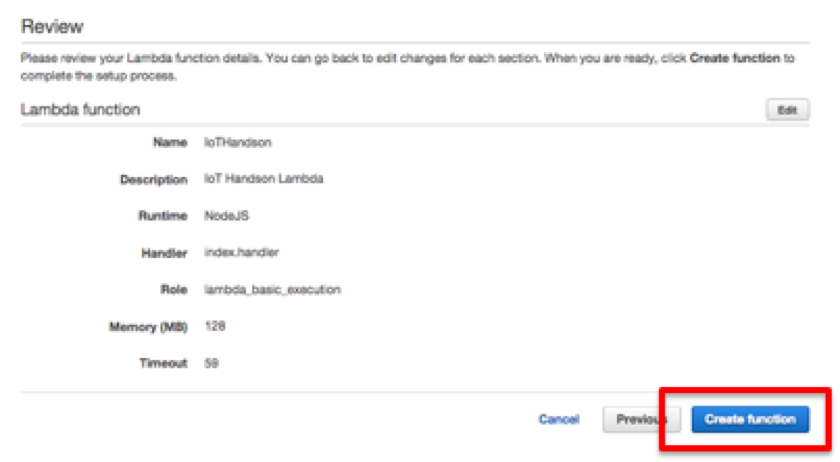 Review
Please review your Lambda function details. You can go back to edit changes for each section. When you are ready, click Create function to
complete the setup process.
Lambda function Edit
Name IoTHandson
Description IoT Handson Lambda
Runtime NodeJS
Handler index.handler
Role lambda_basic_execution
Memory (MB) 128
Timeout 59
Cancel Previous Create function